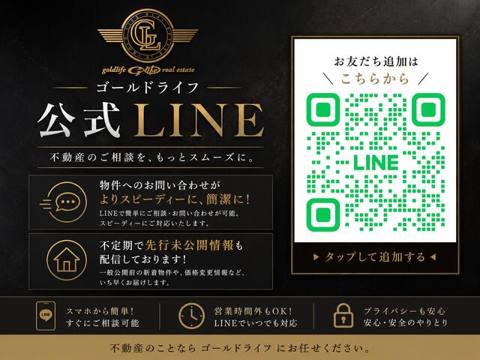 GL
goldlife G-life real estate
ゴールドライフ
公式 LINE
不動産のご相談を、もっとスムーズに。
物件へのお問い合わせが
よりスピーディーに、簡潔に！
LINEで簡単にご相談・お問い合わせが可能。
スピーディーにご対応いたします。
不定期で先行未公開情報も
配信しております！
一般公開前の新着物件や、価格変更情報など、
いち早くお届けします。
お友だち追加は
＼ こちらから ／
LINE
▶ タップして追加する ◀
LINE
スマホから簡単！
すぐにご相談可能
営業時間外もOK！
LINEでいつでも対応
プライバシーも安心
安心・安全のやりとり
不動産のことなら ゴールドライフ にお任せください。